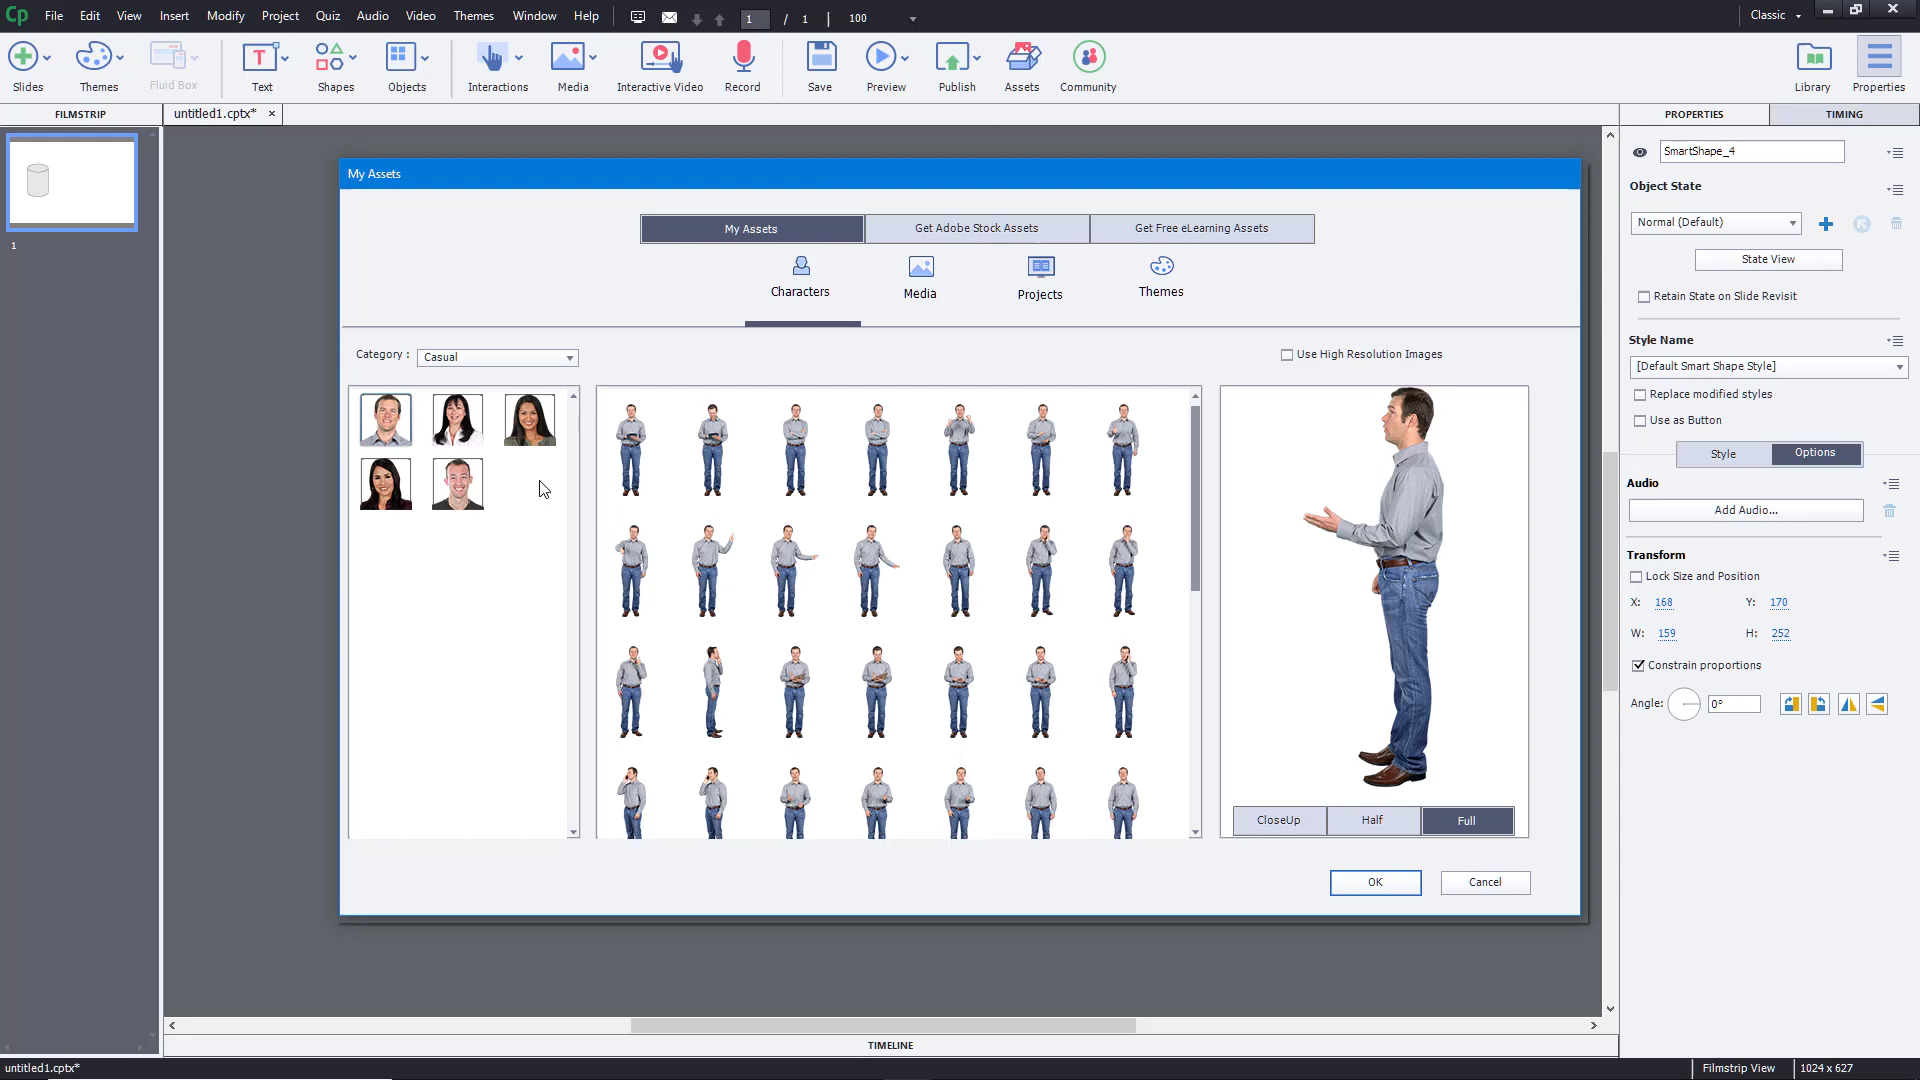 Cp File Edit View Insert Modify Project Quiz Audio Video Themes Window Help 1 / 1 100 Classic
Slides Themes Fluid Box Text Shapes Objects Interactions Media Interactive Video Record Save Preview Publish Assets Community Library Properties
FILMSTRIP untitled1.cptx* × PROPERTIES TIMING
1
My Assets
My Assets Get Adobe Stock Assets Get Free eLearning Assets
Characters Media Projects Themes
Category : Casual Use High Resolution Images
CloseUp Half Full
OK Cancel
SmartShape_4
Object State
Normal (Default)
State View
Retain State on Slide Revisit
Style Name
[Default Smart Shape Style]
Replace modified styles
Use as Button
Style Options
Audio
Add Audio...
Transform
Lock Size and Position
X: 168 Y: 170
W: 159 H: 252
Constrain proportions
Angle: 0°
TIMELINE
untitled1.cptx* Filmstrip View 1024 x 627